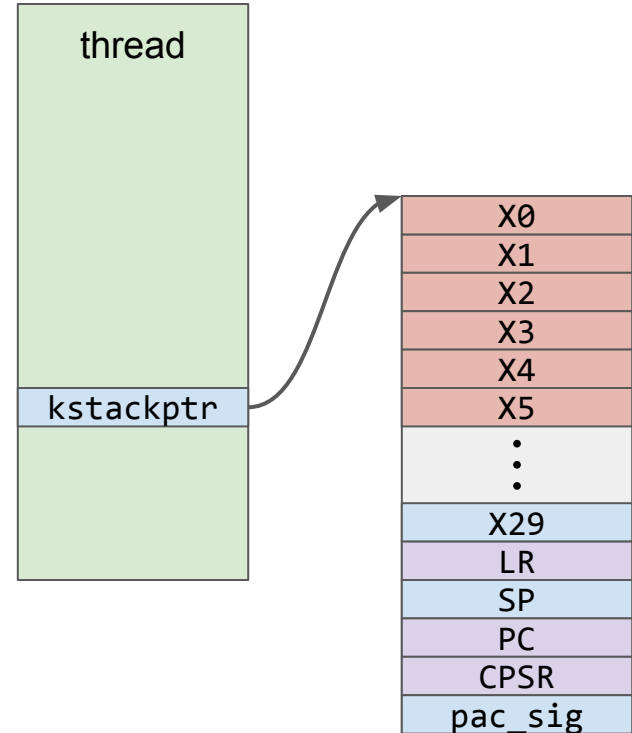 thread
kstackptr
X0
X1
X2
X3
X4
X5
X29
LR
SP
PC
CPSR
pac_sig